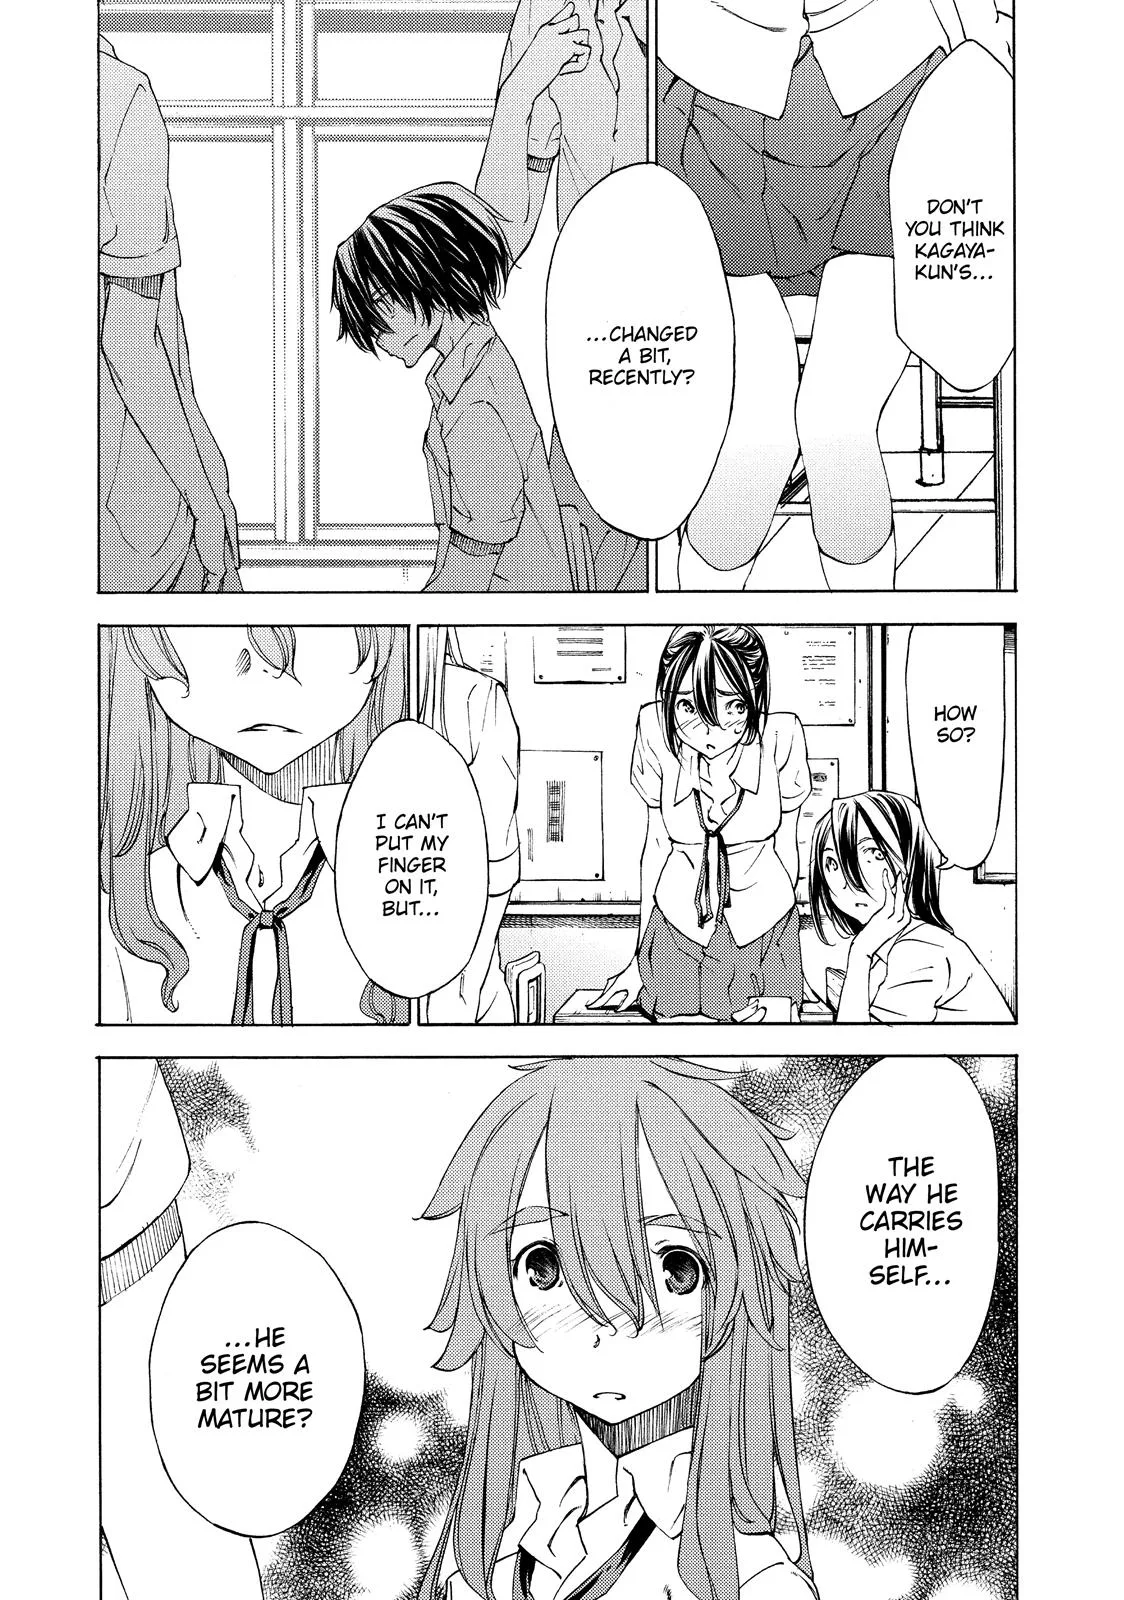 DON'T
YOU THINK
KAGAYA-
KUN'S...
...CHANGED
A BIT,
RECENTLY?
HOW
SO?
I CAN'T
PUT MY
FINGER
ON IT,
BUT...
THE
WAY HE
CARRIES
HIM-
SELF...
...HE
SEEMS A
BIT MORE
MATURE?